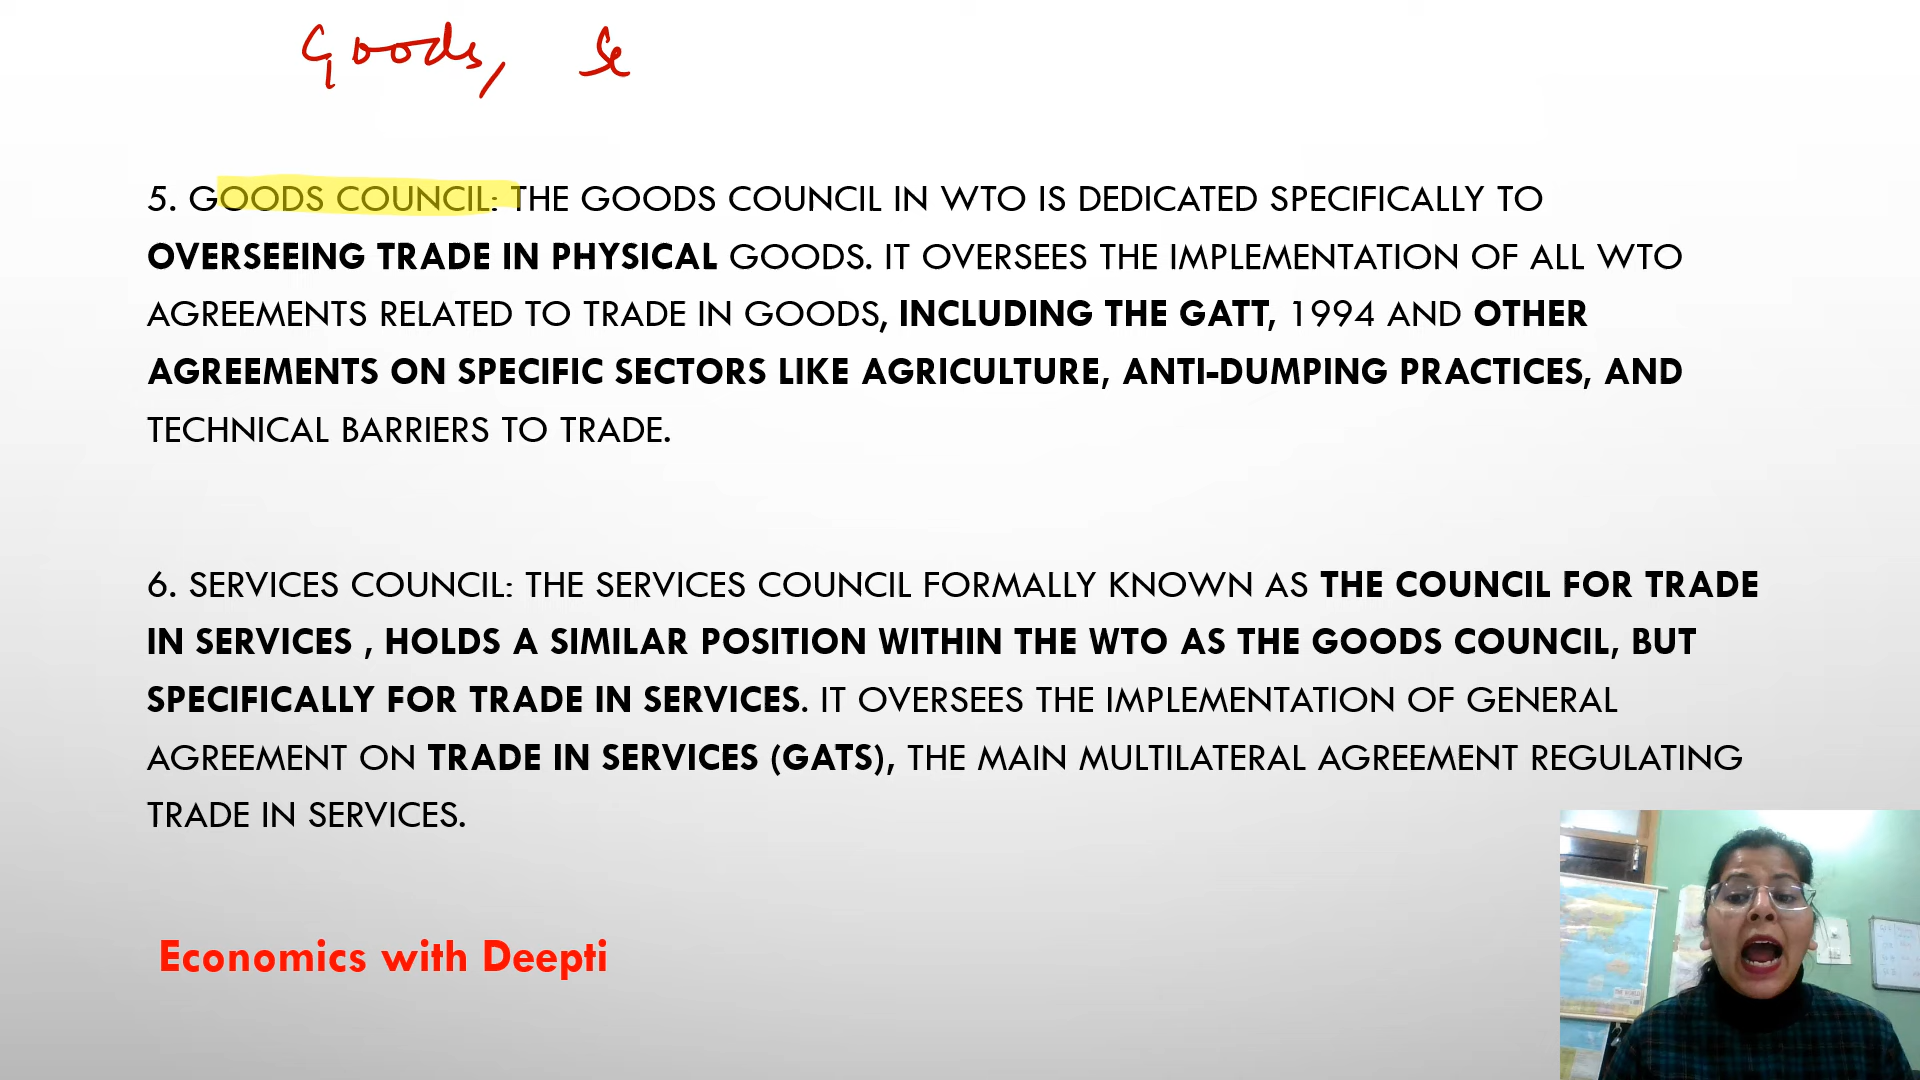 Goods, Se
5. GOODS COUNCIL: THE GOODS COUNCIL IN WTO IS DEDICATED SPECIFICALLY TO
OVERSEEING TRADE IN PHYSICAL GOODS. IT OVERSEES THE IMPLEMENTATION OF ALL WTO
AGREEMENTS RELATED TO TRADE IN GOODS, INCLUDING THE GATT, 1994 AND OTHER
AGREEMENTS ON SPECIFIC SECTORS LIKE AGRICULTURE, ANTI-DUMPING PRACTICES, AND
TECHNICAL BARRIERS TO TRADE.
6. SERVICES COUNCIL: THE SERVICES COUNCIL FORMALLY KNOWN AS THE COUNCIL FOR TRADE
IN SERVICES , HOLDS A SIMILAR POSITION WITHIN THE WTO AS THE GOODS COUNCIL, BUT
SPECIFICALLY FOR TRADE IN SERVICES. IT OVERSEES THE IMPLEMENTATION OF GENERAL
AGREEMENT ON TRADE IN SERVICES (GATS), THE MAIN MULTILATERAL AGREEMENT REGULATING
TRADE IN SERVICES.
Economics with Deepti